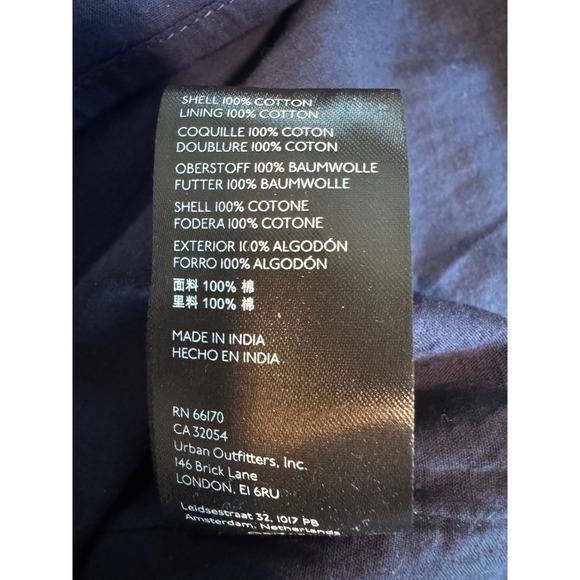 SHELL 100% COTTON
LINING 100% COTTON
COQUILLE 100% COTON
DOUBLURE 100% COTON
OBERSTOFF 100% BAUMWOLLE
FUTTER 100% BAUMWOLLE
SHELL 100% COTONE
FODERA 100% COTONE
EXTERIOR 100% ALGODÓN
FORRO 100% ALGODÓN
面料 100% 棉
里料 100% 棉
MADE IN INDIA
HECHO EN INDIA
RN 66170
CA 32054
Urban Outfitters, Inc.
146 Brick Lane
LONDON, E1 6RU
Leidsestraat 32, 1017 PB
Amsterdam, Netherlands